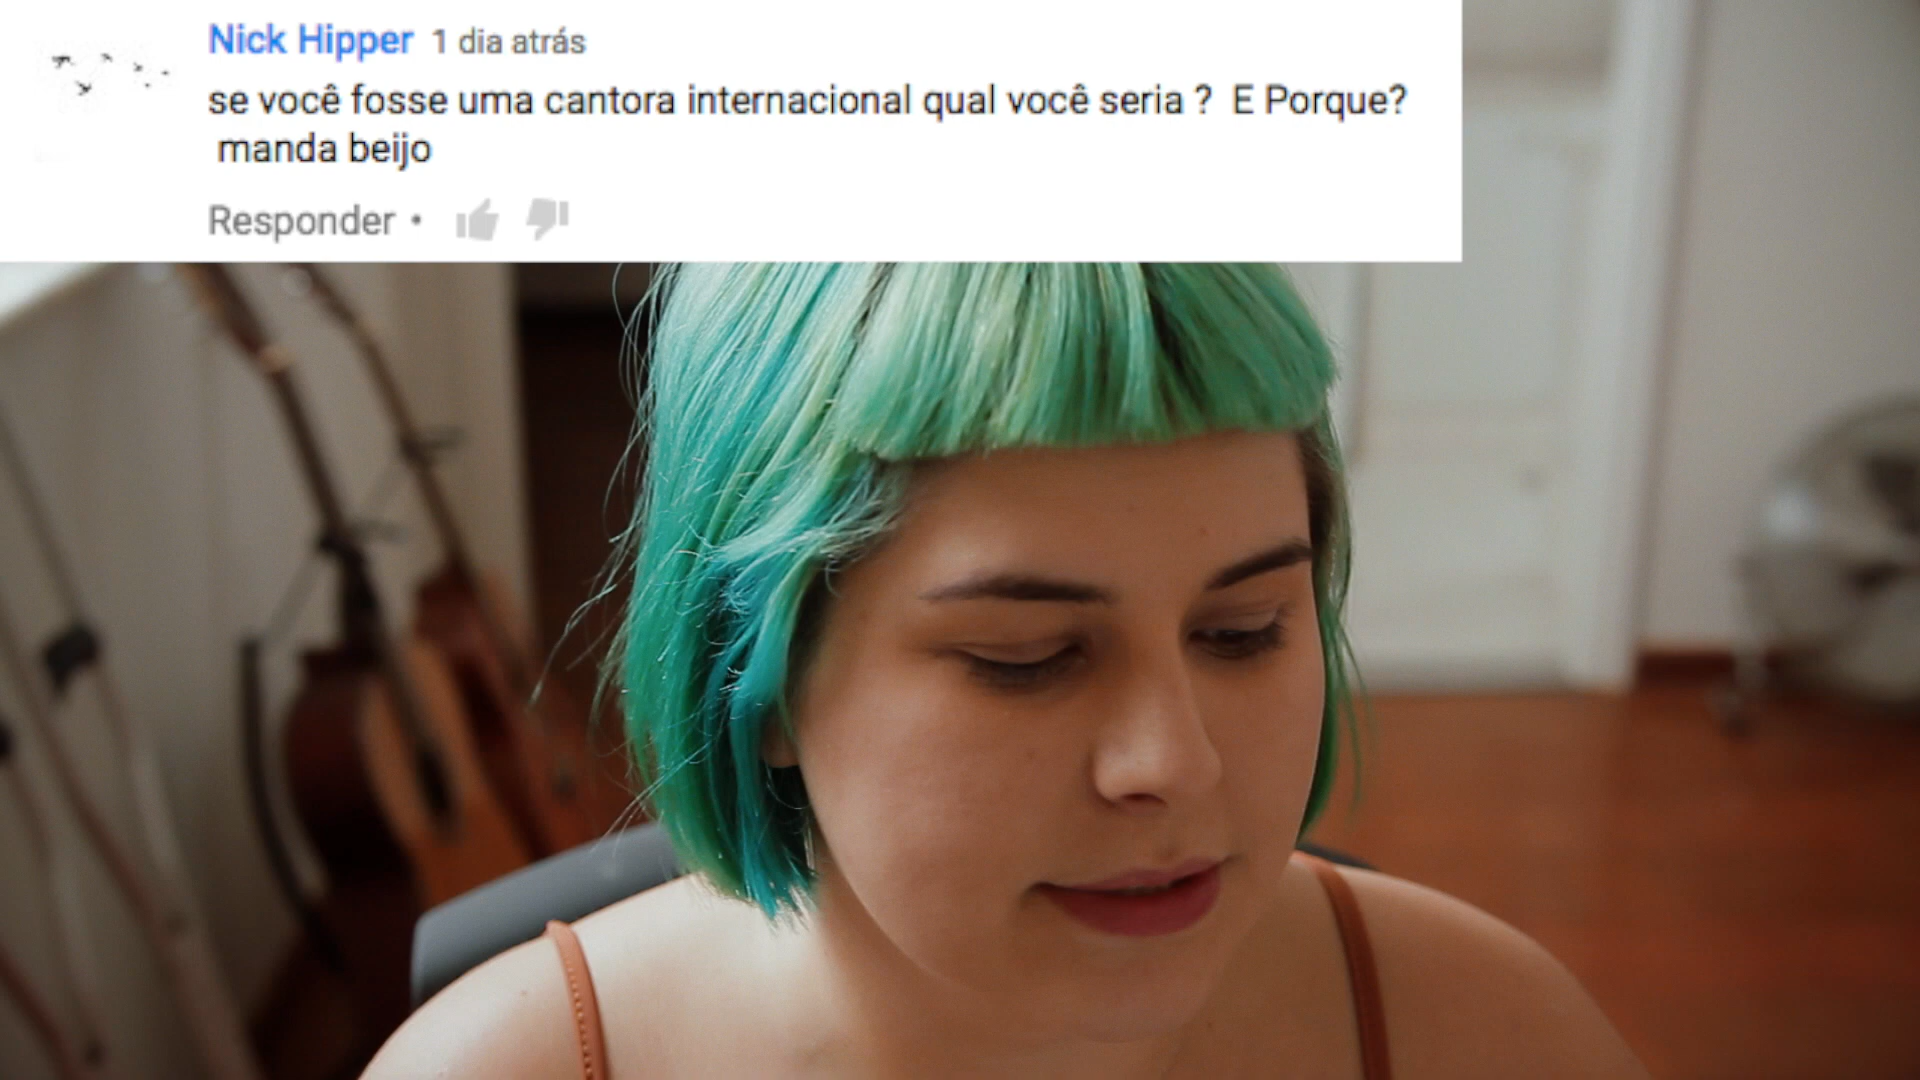 Nick Hipper 1 dia atrás
se você fosse uma cantora internacional qual você seria ? E Porque?
manda beijo
Responder •